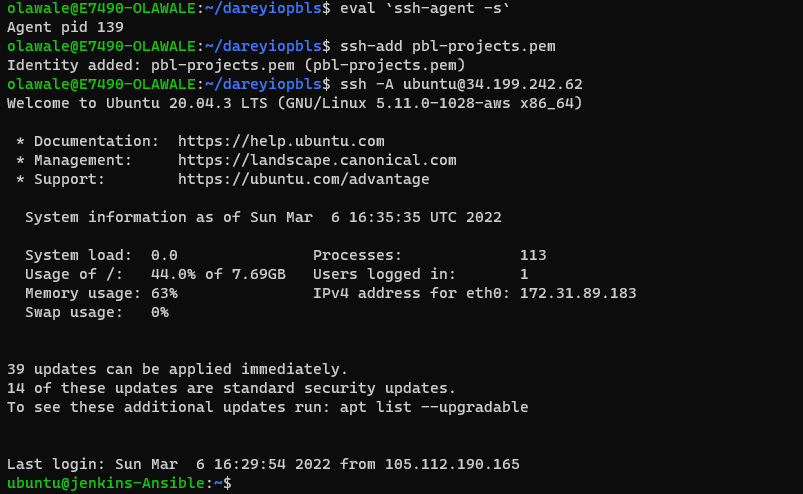 olawale@E7490-OLAWALE:~/dareyiopbls$ eval `ssh-agent -s`
Agent pid 139
olawale@E7490-OLAWALE:~/dareyiopbls$ ssh-add pbl-projects.pem
Identity added: pbl-projects.pem (pbl-projects.pem)
olawale@E7490-OLAWALE:~/dareyiopbls$ ssh -A ubuntu@34.199.242.62
Welcome to Ubuntu 20.04.3 LTS (GNU/Linux 5.11.0-1028-aws x86_64)

 * Documentation:  https://help.ubuntu.com
 * Management:     https://landscape.canonical.com
 * Support:        https://ubuntu.com/advantage

  System information as of Sun Mar  6 16:35:35 UTC 2022

  System load:  0.0               Processes:             113
  Usage of /:   44.0% of 7.69GB   Users logged in:       1
  Memory usage: 63%               IPv4 address for eth0: 172.31.89.183
  Swap usage:   0%

39 updates can be applied immediately.
14 of these updates are standard security updates.
To see these additional updates run: apt list --upgradable

Last login: Sun Mar  6 16:29:54 2022 from 105.112.190.165
ubuntu@jenkins-Ansible:~$